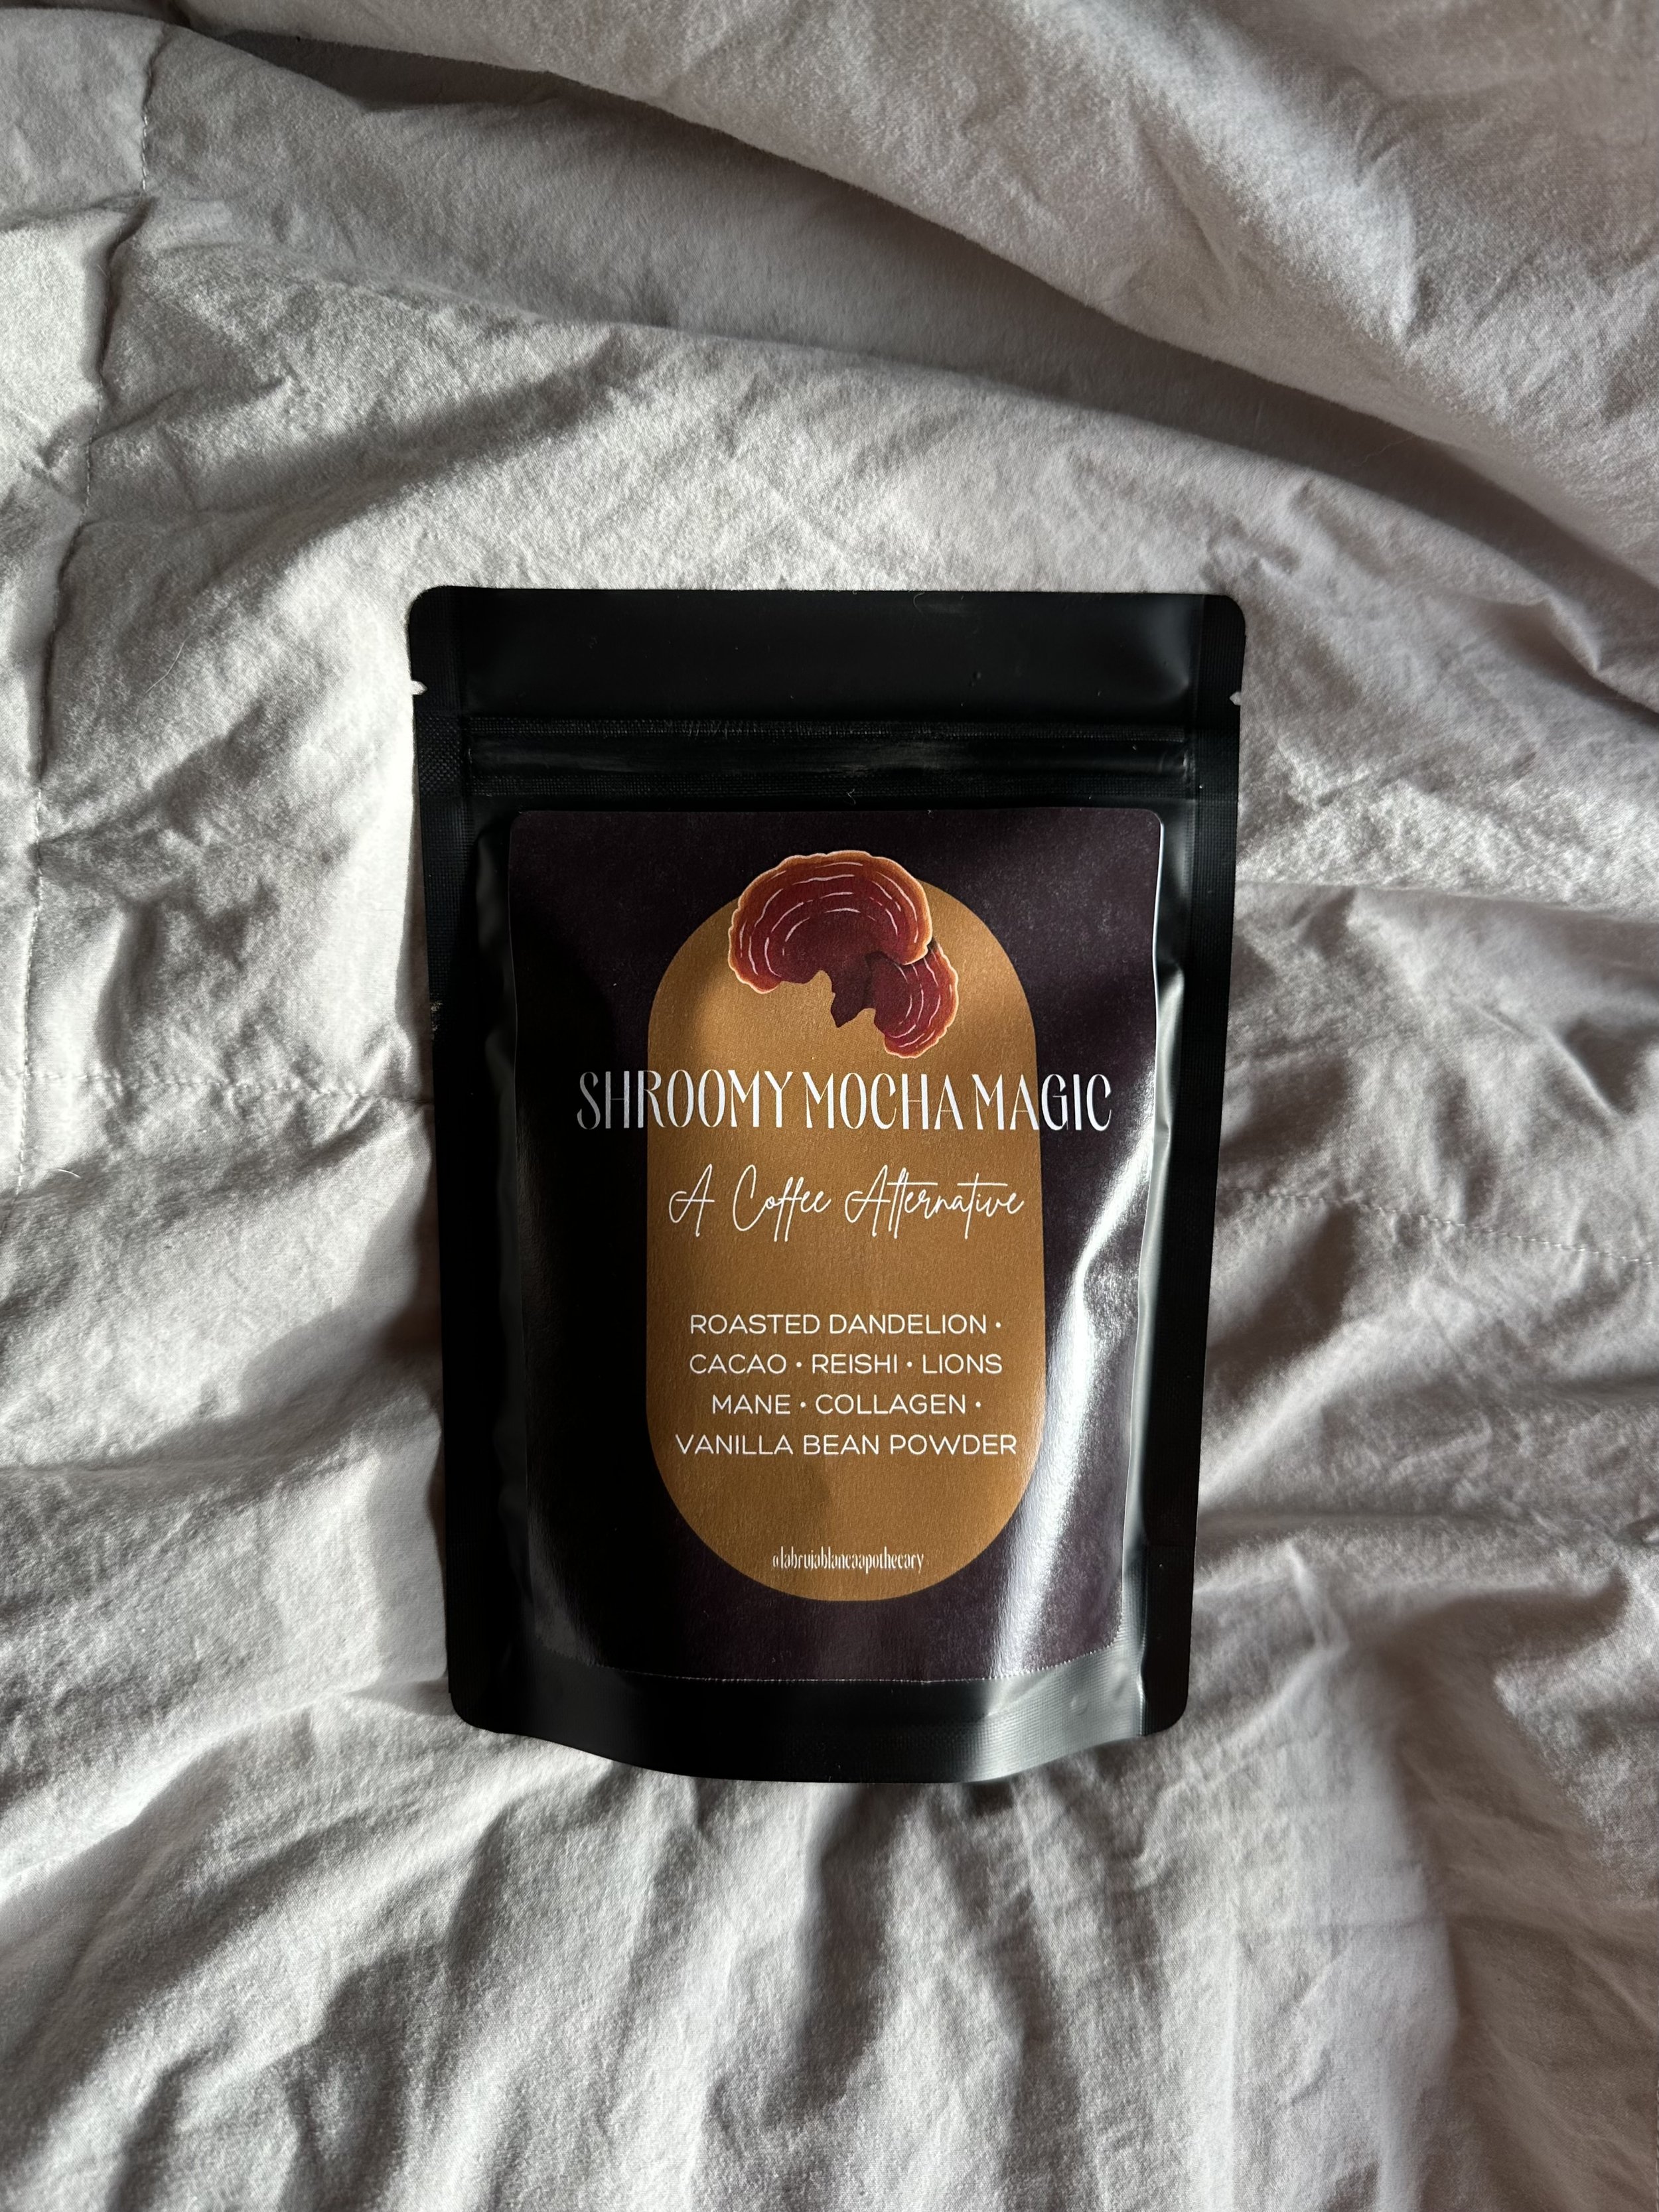 SHROOMY MOCHA MAGIC
A Coffee Alternative
ROASTED DANDELION •
CACAO • REISHI • LIONS
MANE • COLLAGEN •
VANILLA BEAN POWDER
@labrujablancaapothecary